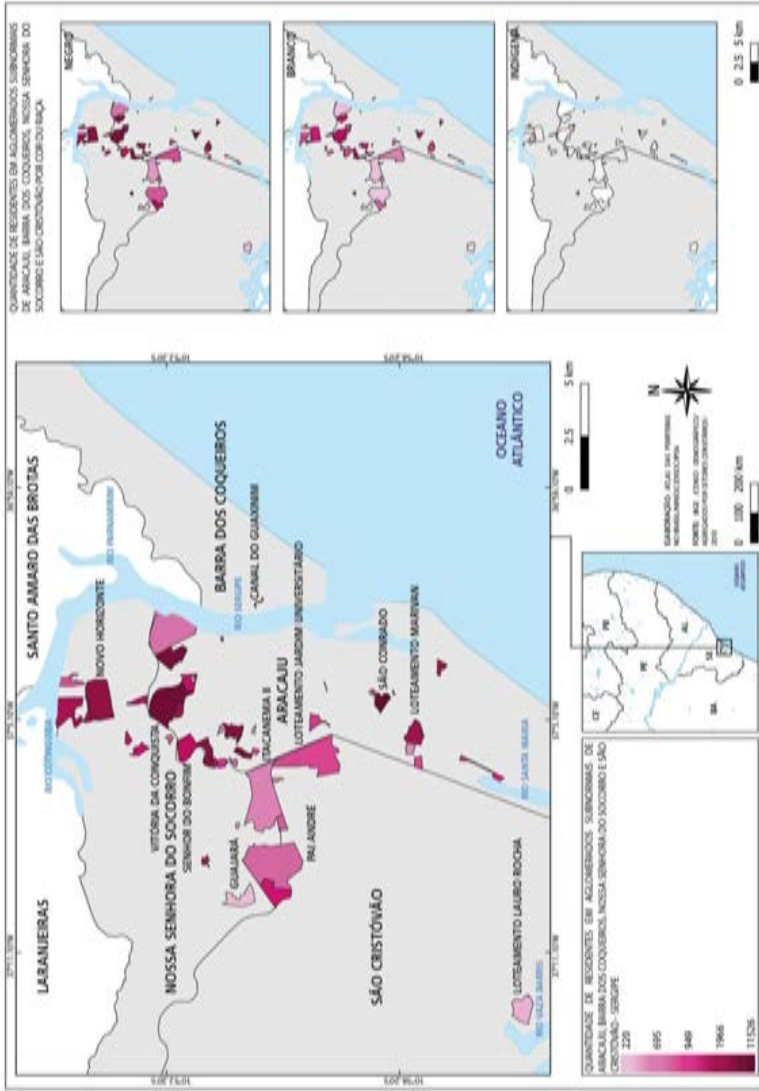 QUANTIDADE DE RESIDENTES EM AGLOMERADOS SUBNORMAIS
DE ARACAJU, BARRA DOS COQUEIROS, NOSSA SENHORA DO
SOCORRO E SÃO CRISTÓVÃO POR COR OU RAÇA
NEGRO
BRANCO
INDÍGENA
0 2.5 5 km
SANTO AMARO DAS BROTAS
LARANJEIRAS
RIO COTINGUIBA
NOVO HORIZONTE
VITÓRIA DA CONQUISTA
NOSSA SENHORA DO SOCORRO
SENHOR DO BONFIM
BARRA DOS COQUEIROS
RIO SERGIPE
CANAL DO GUAXINIM
GUAJARÁ
ARACAJU
LOTEAMENTO JARDIM UNIVERSITÁRIO
PAI ANDRÉ
SÃO CRISTÓVÃO
SÃO CONRADO
LOTEAMENTO MARIVAN
RIO SANTA MARIA
LOTEAMENTO LAURO ROCHA
RIO VAZA BARRIS
OCEANO
ATLÂNTICO
0 2.5 5 km
QUANTIDADE DE RESIDENTES EM AGLOMERADOS SUBNORMAIS DE
ARACAJU, BARRA DOS COQUEIROS, NOSSA SENHORA DO SOCORRO E SÃO
CRISTÓVÃO - SERGIPE
220
695
949
1966
11526
CE
PB
PE
AL
SE
BA
N
0 100 200 km